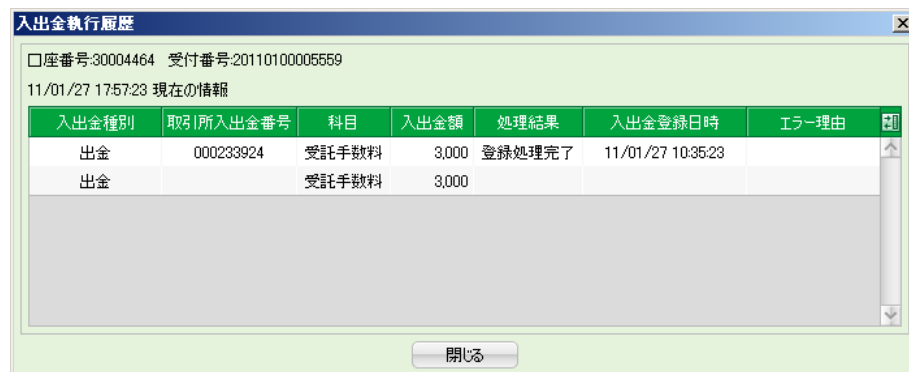 入出金執行履歴
口座番号:30004464 受付番号:20110100005559
11/01/27 17:57:23 現在の情報
入出金種別 取引所入出金番号 科目 入出金額 処理結果 入出金登録日時 エラー理由
出金 000233924 受託手数料 3,000 登録処理完了 11/01/27 10:35:23
出金 受託手数料 3,000
閉じる